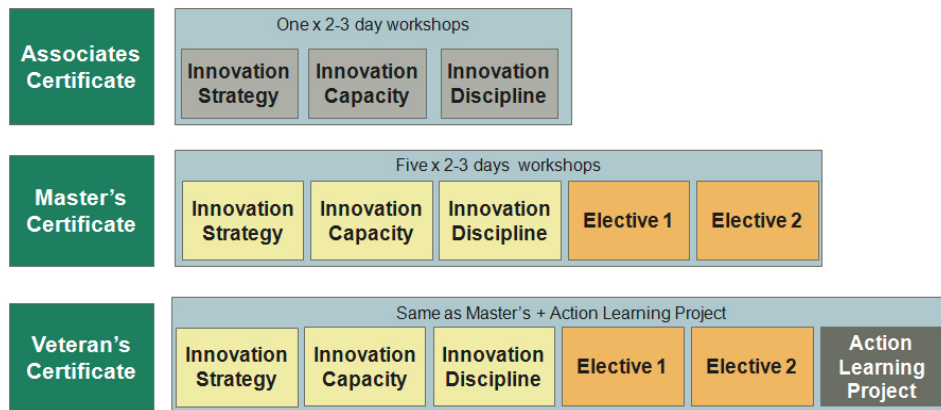 Associates
Certificate
One x 2-3 day workshops
Innovation
Strategy
Innovation
Capacity
Innovation
Discipline
Master's
Certificate
Five x 2-3 days workshops
Innovation
Strategy
Innovation
Capacity
Innovation
Discipline
Elective 1
Elective 2
Veteran's
Certificate
Same as Master's + Action Learning Project
Innovation
Strategy
Innovation
Capacity
Innovation
Discipline
Elective 1
Elective 2
Action
Learning
Project